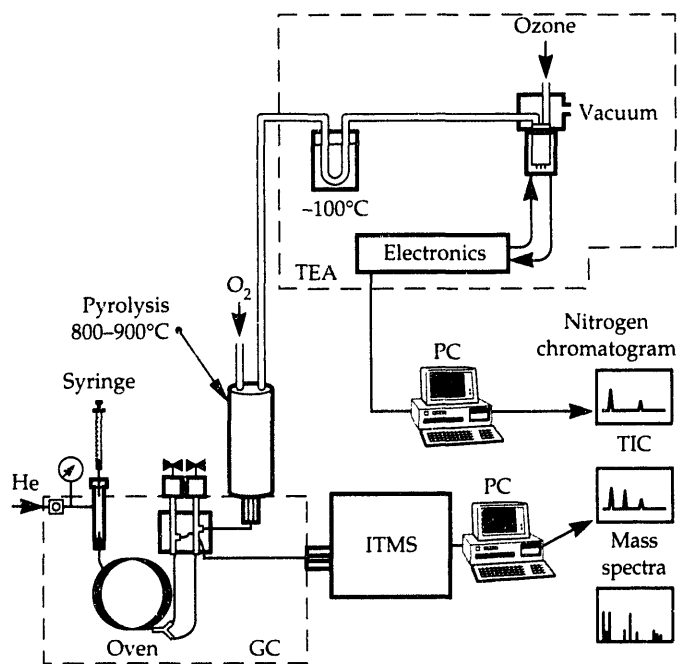 Ozone
Vacuum
~100°C
Electronics
TEA
O2
Pyrolysis
800–900°C
Syringe
He
PC
Nitrogen
chromatogram
TIC
PC
ITMS
Mass
spectra
Oven
GC